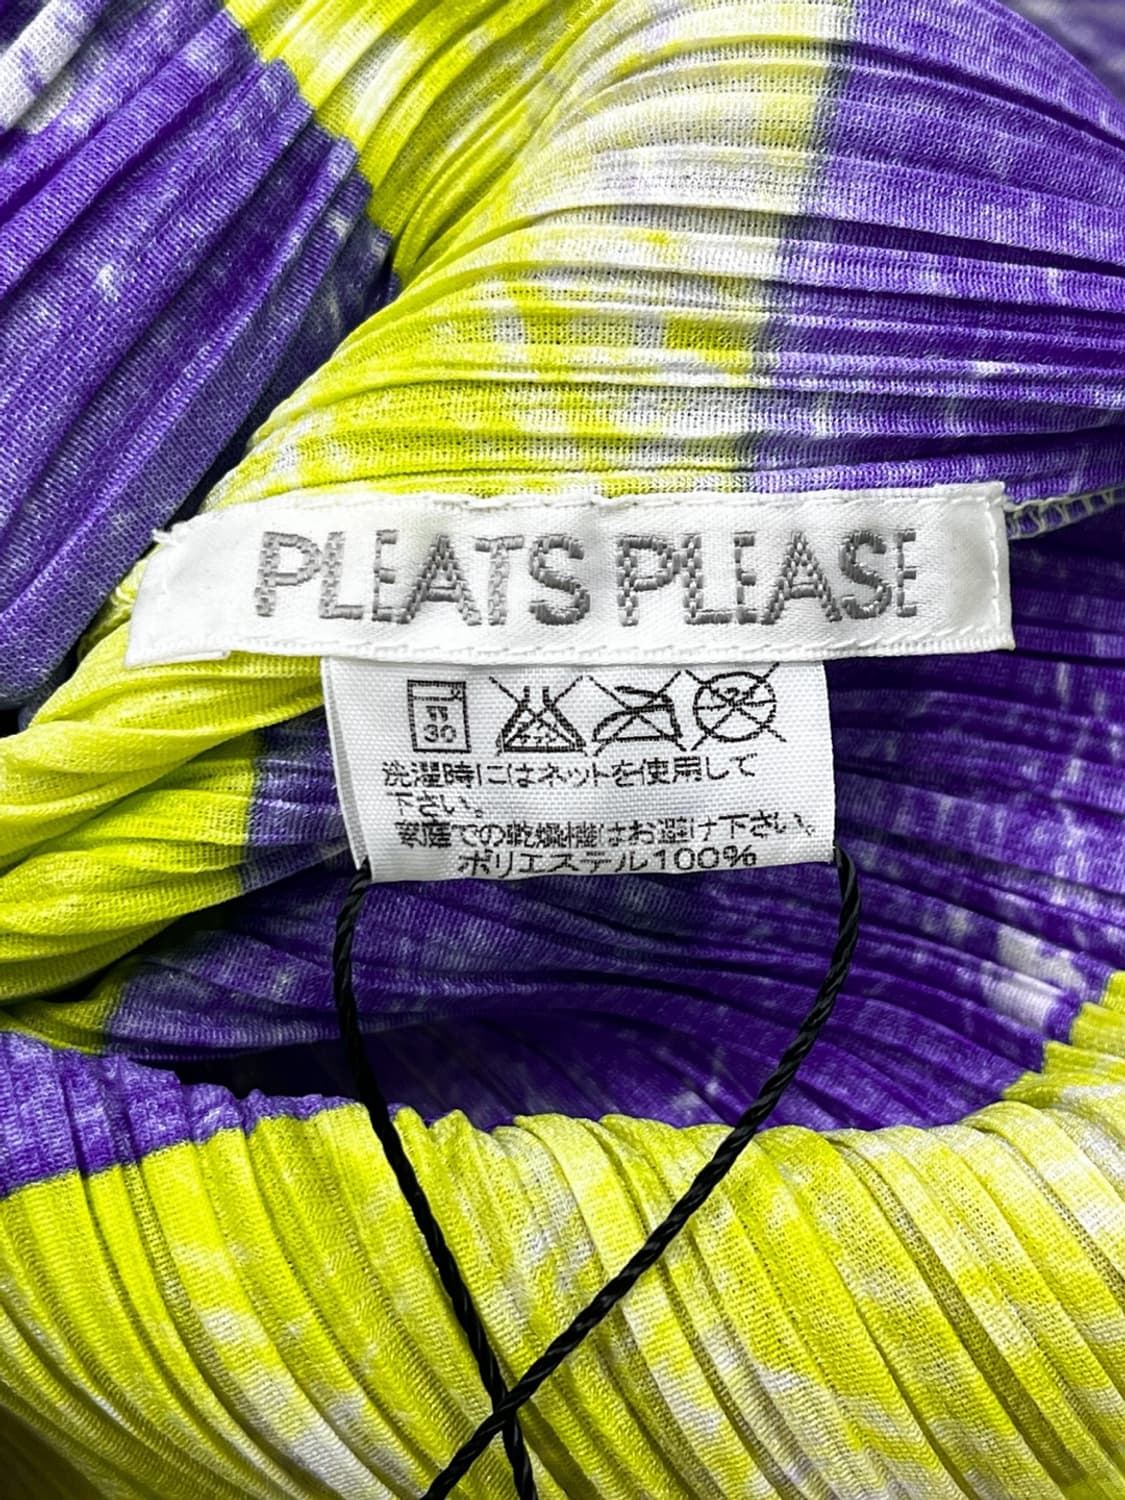 PLEATS PLEASE
30
洗濯時にはネットを使用して
下さい。
家庭での乾燥機はお避け下さい。
ポリエステル100%